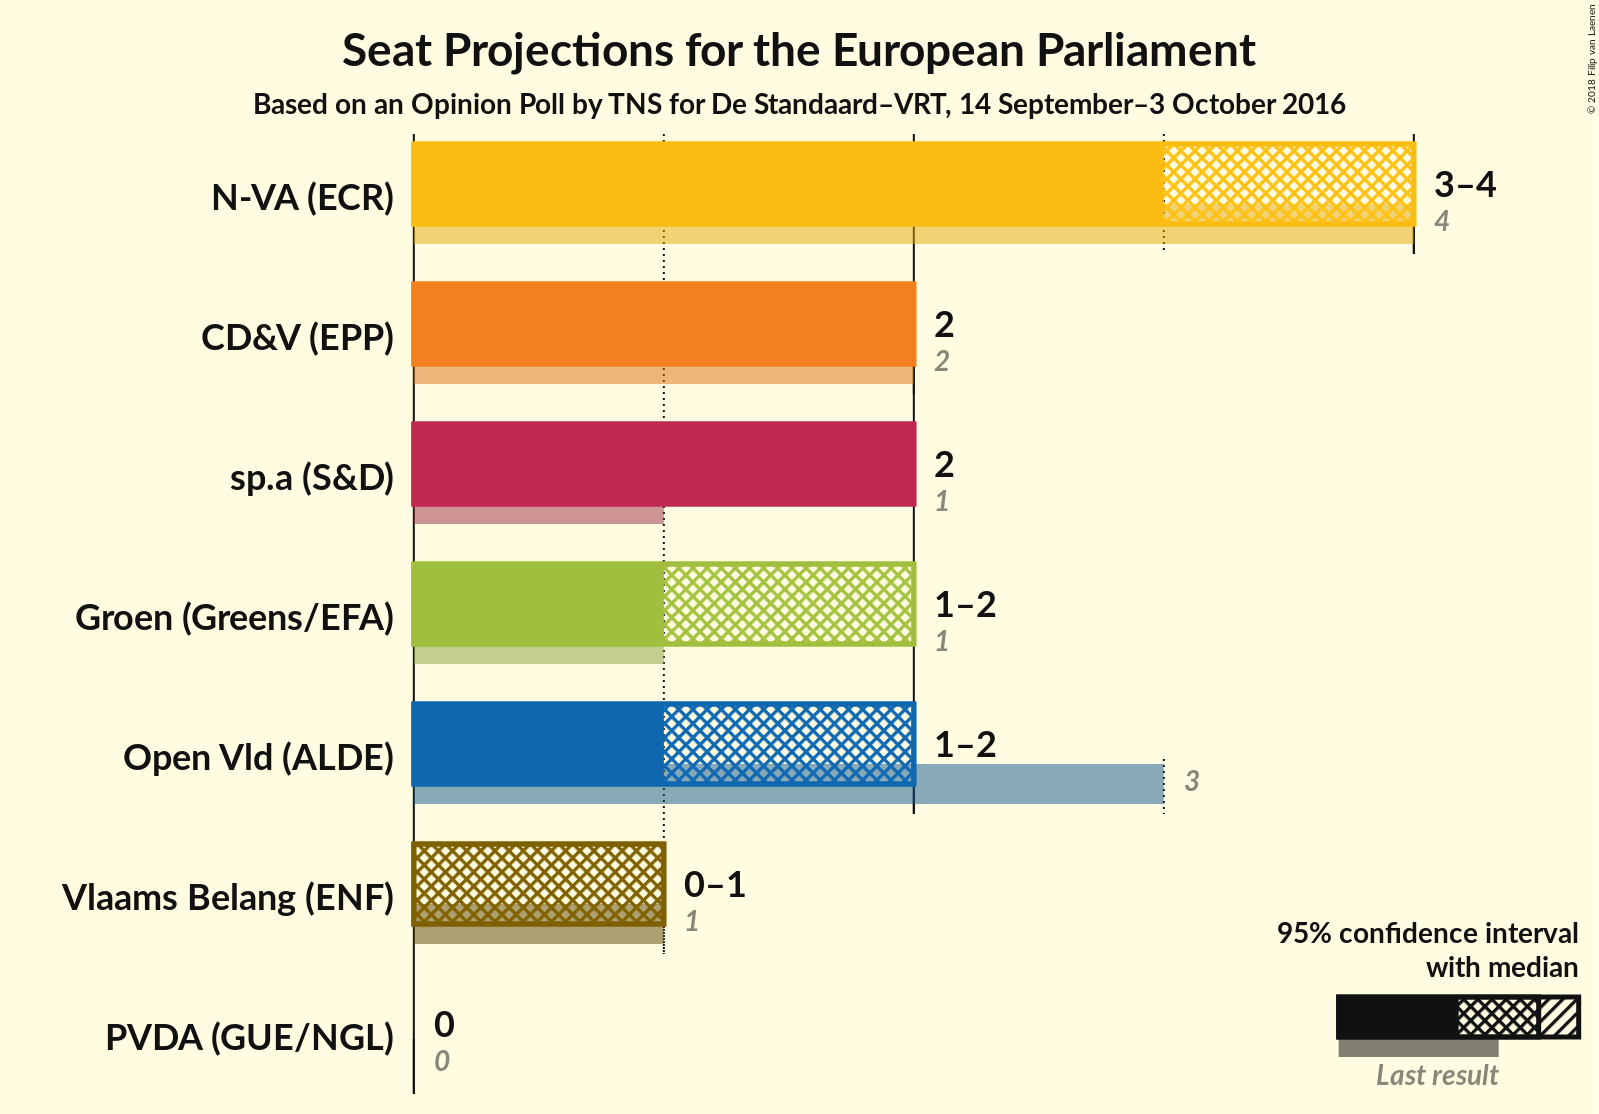 Seat Projections for the European Parliament
Based on an Opinion Poll by TNS for De Standaard–VRT, 14 September–3 October 2016
© 2018 Filip van Laenen
N-VA (ECR)
3–4
4
CD&V (EPP)
2
2
sp.a (S&D)
2
1
Groen (Greens/EFA)
1–2
1
Open Vld (ALDE)
1–2
3
Vlaams Belang (ENF)
0–1
1
PVDA (GUE/NGL)
0
0
95% confidence interval
with median
Last result